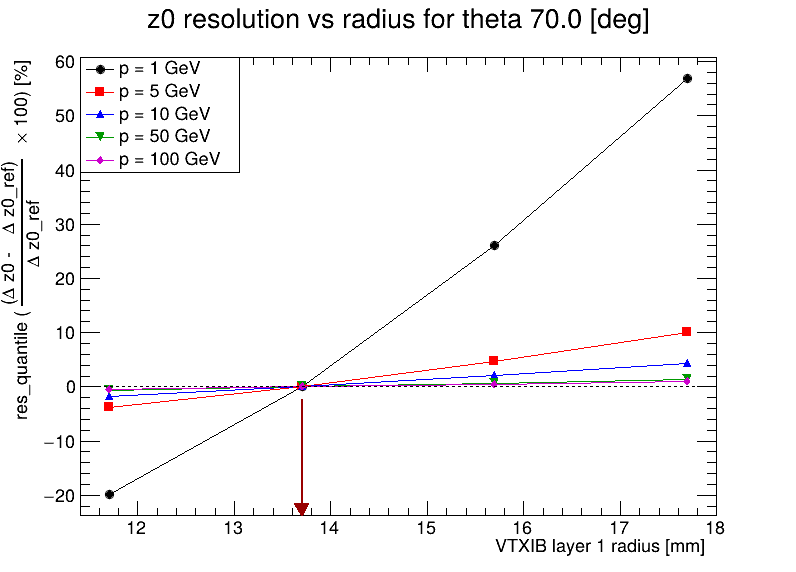 z0 resolution vs radius for theta 70.0 [deg]
res_quantile ( (Δ z0 - Δ z0_ref) / Δ z0_ref × 100) [%]
60
50
40
30
20
10
0
−10
−20
p = 1 GeV
p = 5 GeV
p = 10 GeV
p = 50 GeV
p = 100 GeV
12 13 14 15 16 17 18
VTXIB layer 1 radius [mm]